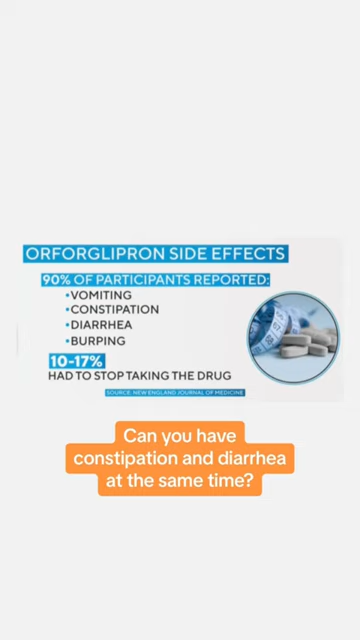 ORFORGLIPRON SIDE EFFECTS
90% OF PARTICIPANTS REPORTED:
•VOMITING
•CONSTIPATION
•DIARRHEA
•BURPING
10-17%
HAD TO STOP TAKING THE DRUG
SOURCE: NEW ENGLAND JOURNAL OF MEDICINE
Can you have
constipation and diarrhea
at the same time?